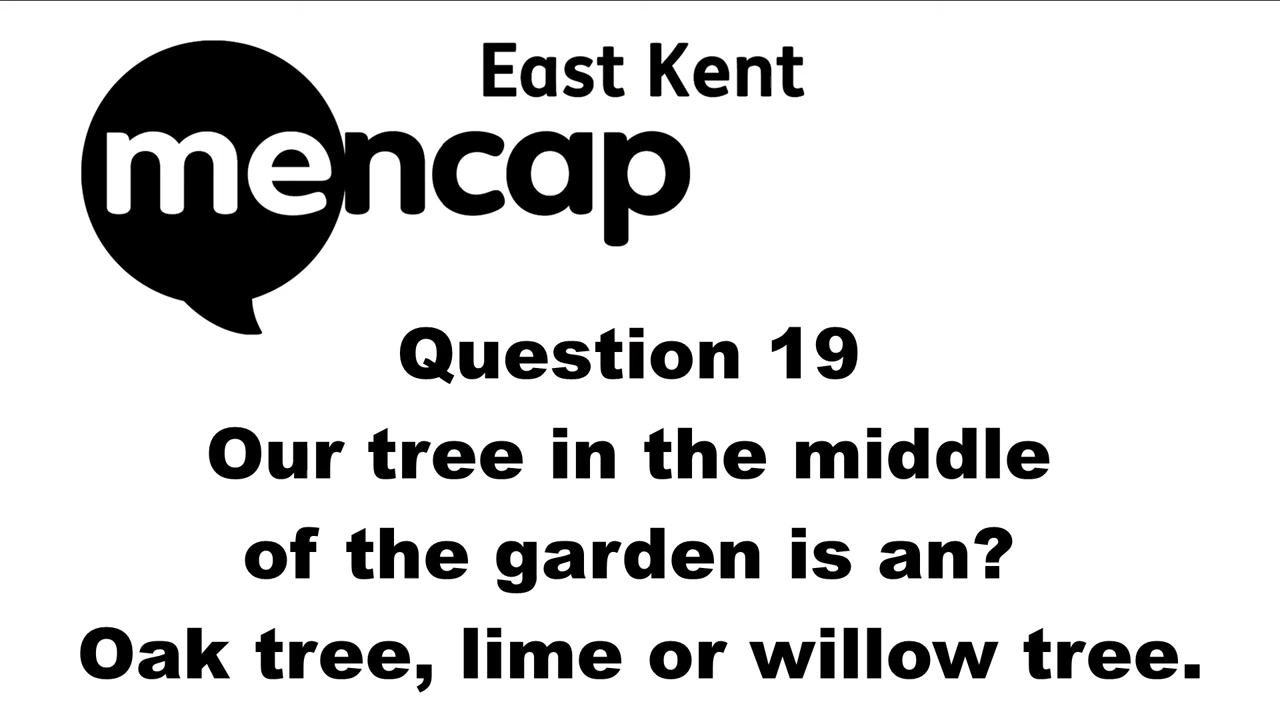 East Kent
mencap
Question 19
Our tree in the middle
of the garden is an?
Oak tree, lime or willow tree.